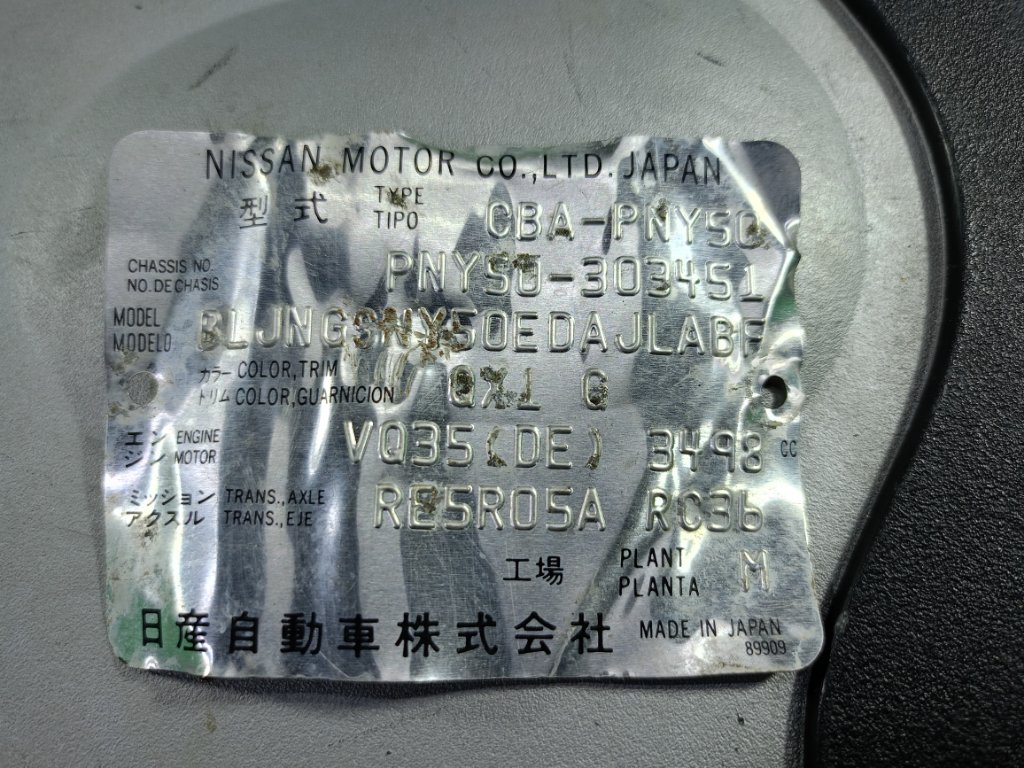 NISSAN MOTOR CO.,LTD. JAPAN
型式 TYPE TIPO CBA-PNY50
CHASSIS NO. NO. DE CHASIS PNY50-303451
MODEL MODELO BLJNGSNY50EDAJLABF
カラー COLOR,TRIM
トリム COLOR,GUARNICION QX1 G
エンジン ENGINE MOTOR VQ35(DE) 3498 CC
ミッション TRANS.,AXLE
アクスル TRANS.,EJE RE5R05A RC36
工場 PLANT PLANTA M
日産自動車株式会社 MADE IN JAPAN
89909